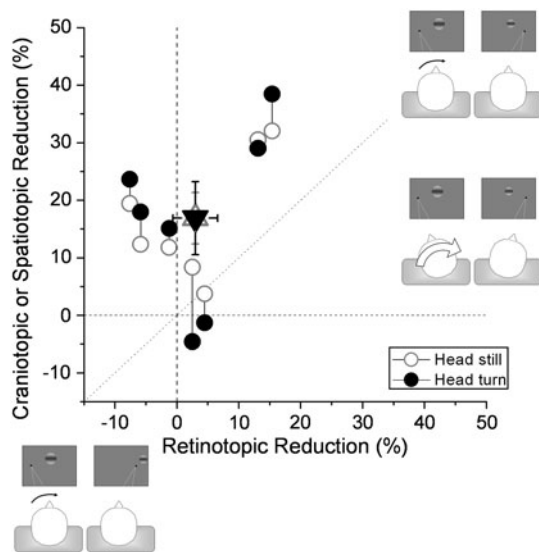 Craniotopic or Spatiotopic Reduction (%)
50
40
30
20
10
0
-10
Head still
Head turn
-10 0 10 20 30 40 50
Retinotopic Reduction (%)